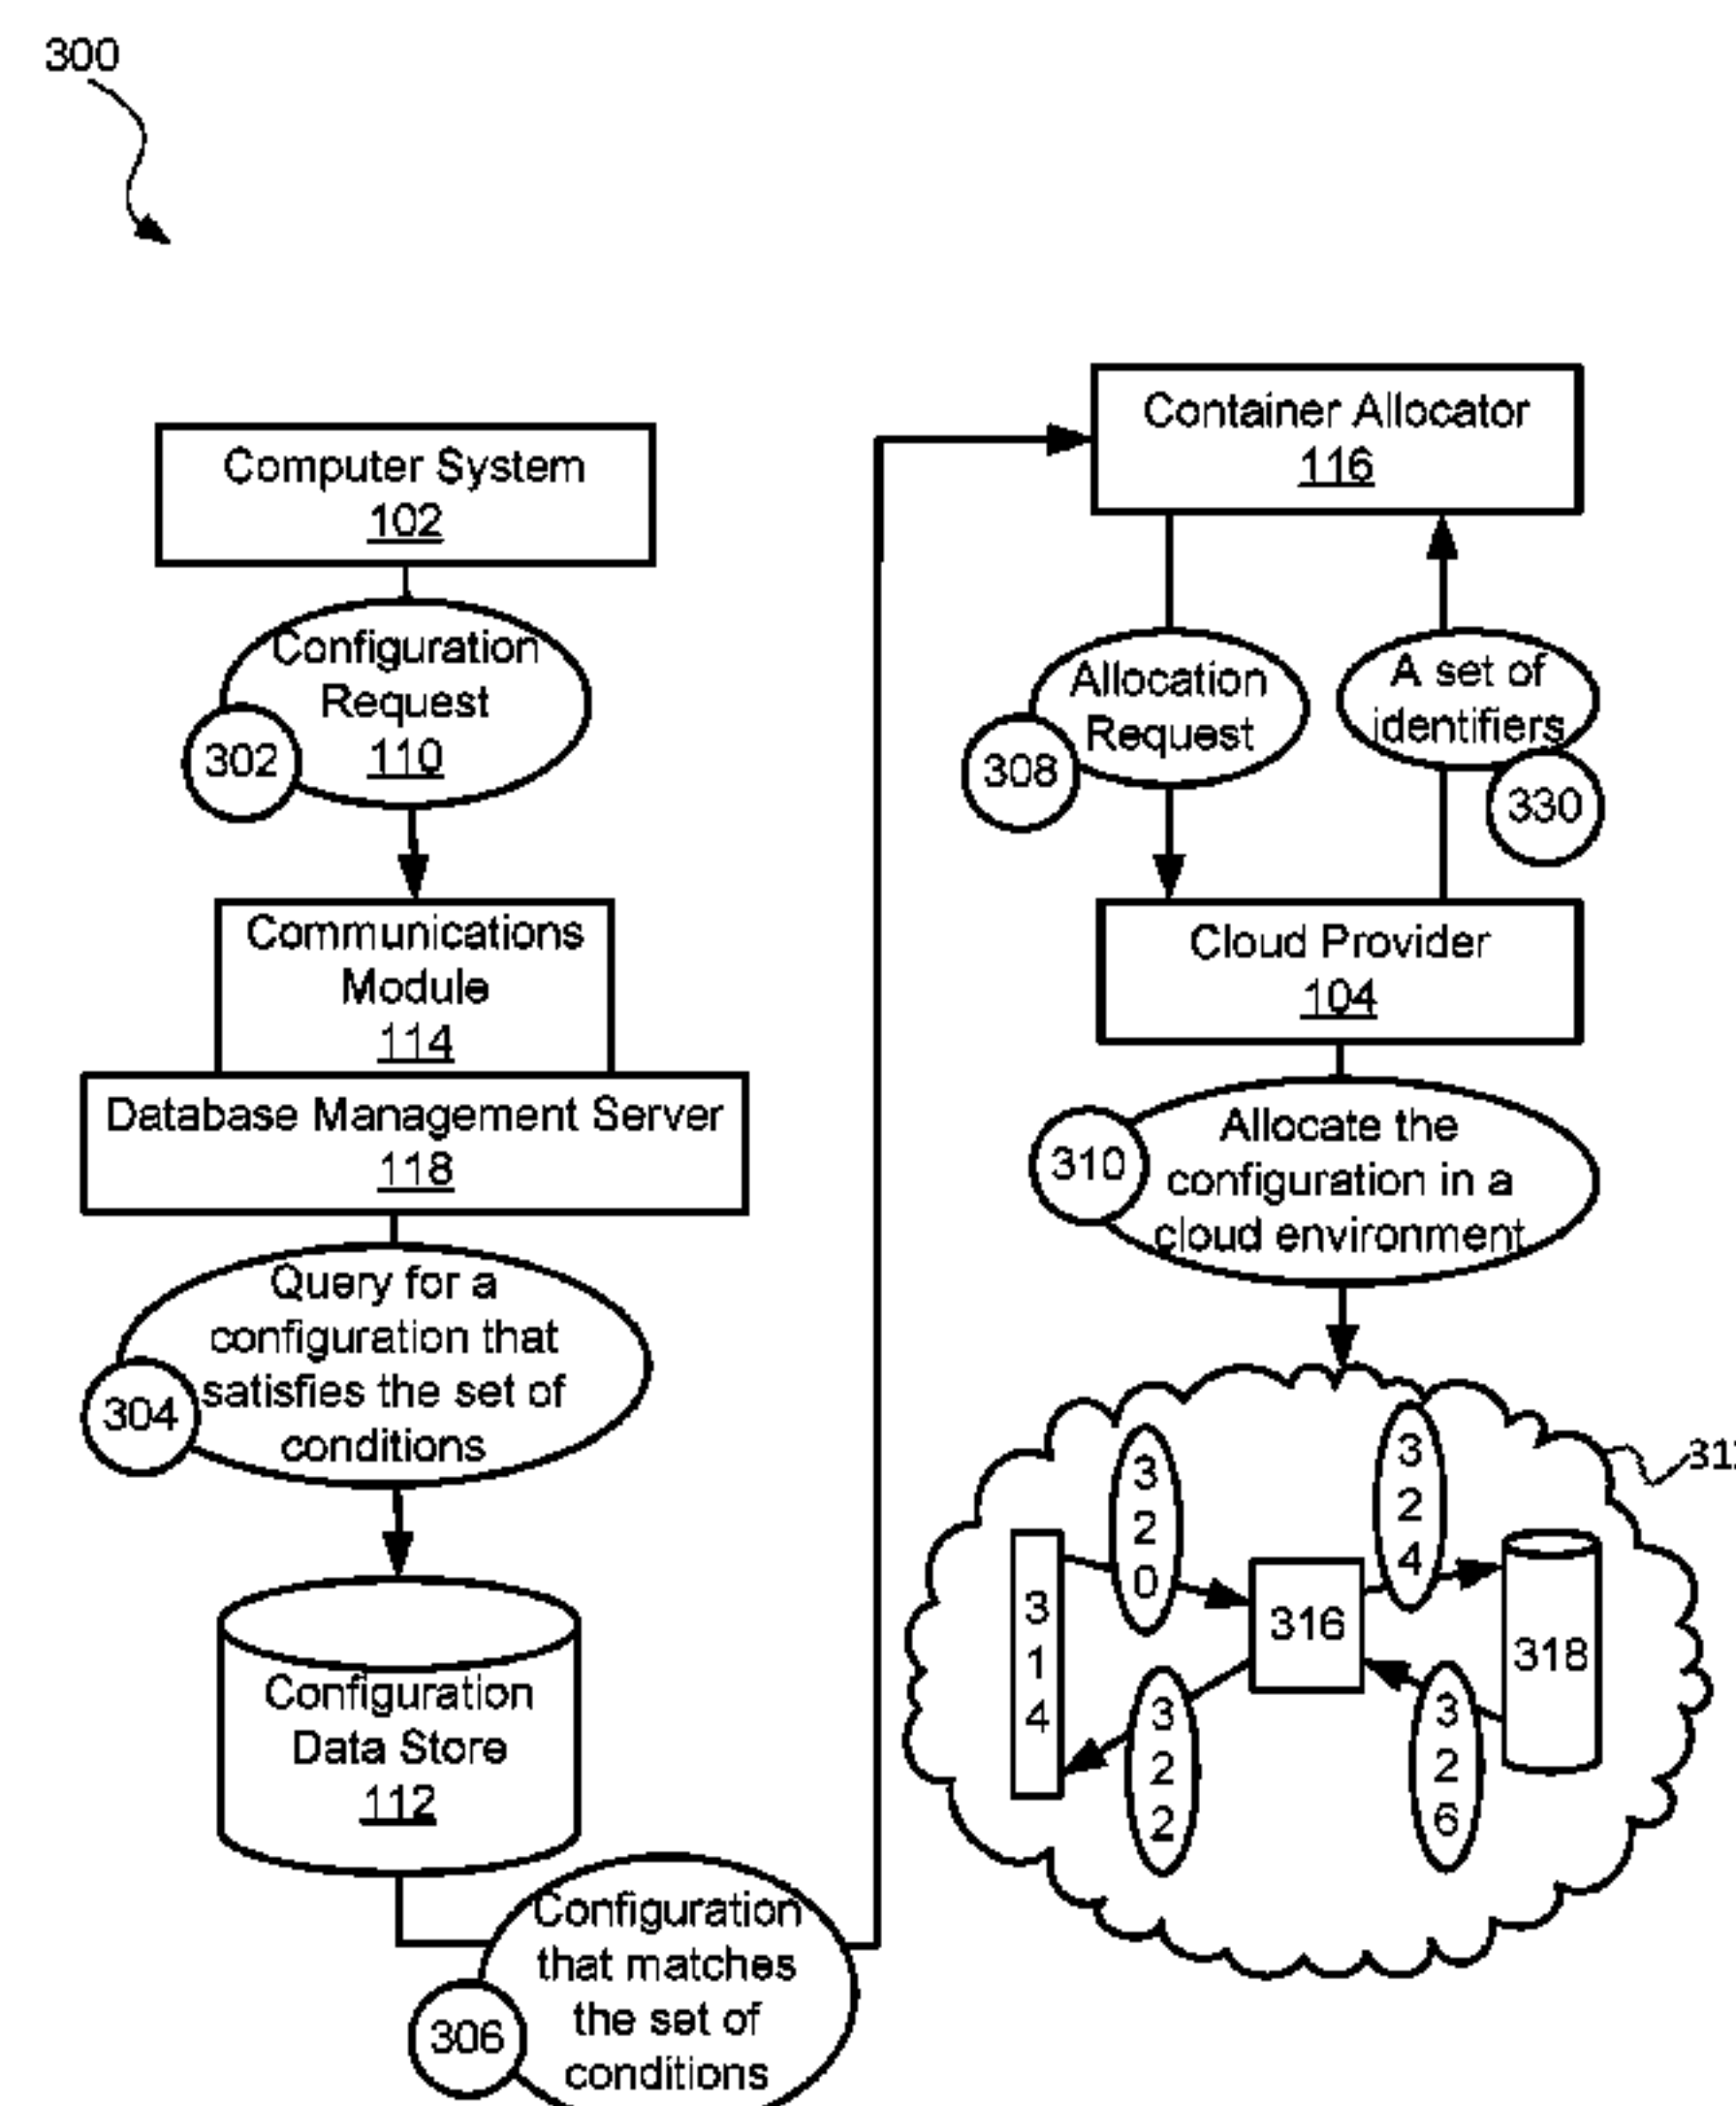 300
Computer System
102
Configuration
Request
110
302
Communications
Module
114
Database Management Server
118
Query for a
configuration that
satisfies the set of
conditions
304
Configuration
Data Store
112
Configuration
that matches
the set of
conditions
306
Container Allocator
116
Allocation
Request
308
A set of
identifiers
330
Cloud Provider
104
Allocate the
configuration in a
cloud environment
310
314
320
322
316
324
326
318